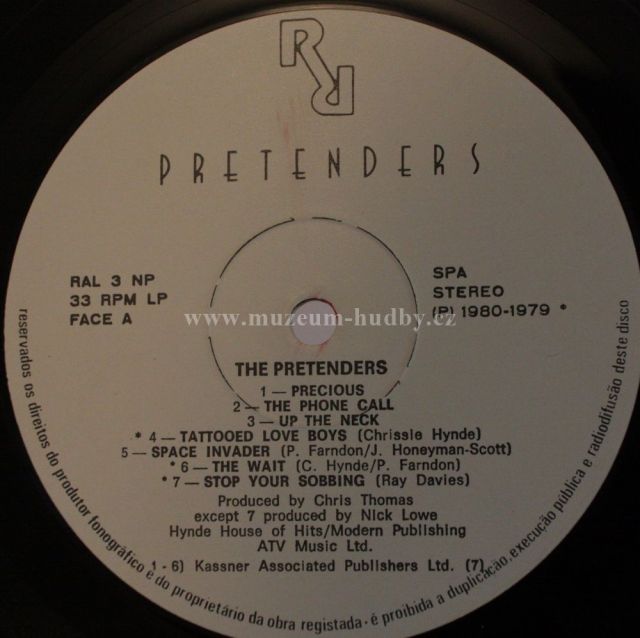 PRETENDERS
RAL 3 NP
33 RPM LP
FACE A
SPA
STEREO
(P) 1980-1979 *
www.muzeum-hudby.cz
THE PRETENDERS
1 — PRECIOUS
2 — THE PHONE CALL
3 — UP THE NECK
* 4 — TATTOOED LOVE BOYS (Chrissie Hynde)
5 — SPACE INVADER (P. Farndon/J. Honeyman-Scott)
* 6 — THE WAIT (C. Hynde/P. Farndon)
* 7 — STOP YOUR SOBBING (Ray Davies)
Produced by Chris Thomas
except 7 produced by Nick Lowe
Hynde House of Hits/Modern Publishing
ATV Music Ltd.
1 - 6) Kassner Associated Publishers Ltd. (7)
reservados os direitos do produtor fonográfico e do proprietário da obra registada · é proibida a duplicação, execução pública e radiodifusão deste disco